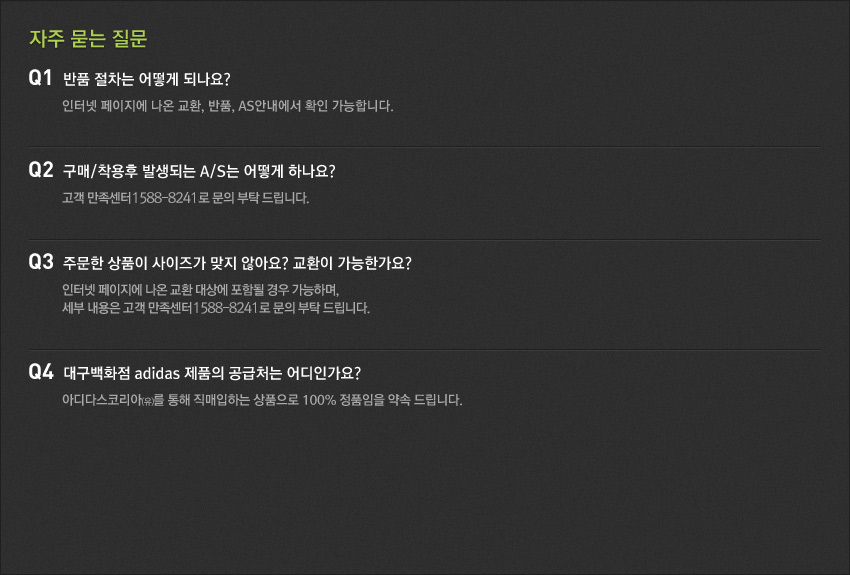 자주 묻는 질문
Q1 반품 절차는 어떻게 되나요?
인터넷 페이지에 나온 교환, 반품, AS안내에서 확인 가능합니다.
Q2 구매/착용후 발생되는 A/S는 어떻게 하나요?
고객 만족센터1588-8241로 문의 부탁 드립니다.
Q3 주문한 상품이 사이즈가 맞지 않아요? 교환이 가능한가요?
인터넷 페이지에 나온 교환 대상에 포함될 경우 가능하며,
세부 내용은 고객 만족센터1588-8241로 문의 부탁 드립니다.
Q4 대구백화점 adidas 제품의 공급처는 어디인가요?
아디다스코리아(유)를 통해 직매입하는 상품으로 100% 정품임을 약속 드립니다.